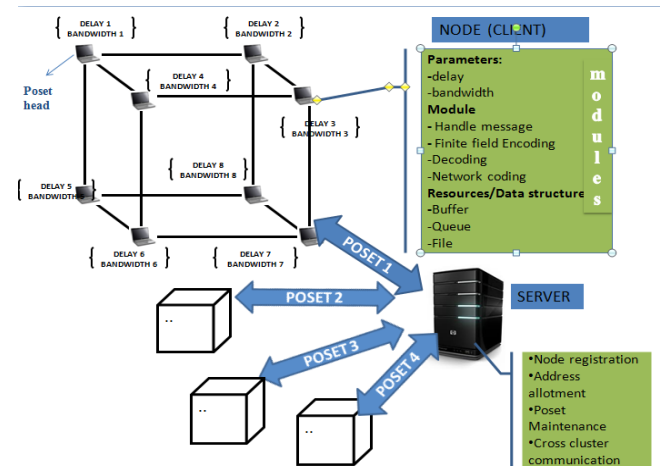 DELAY 1
BANDWIDTH 1
DELAY 2
BANDWIDTH 2
NODE (CLIENT)
Poset
head
DELAY 4
BANDWIDTH 4
DELAY 3
BANDWIDTH 3
Parameters:
-delay
-bandwidth
Module
- Handle message
- Finite field Encoding
-Decoding
-Network coding
Resources/Data structure
-Buffer
-Queue
-File
modules
DELAY 5
BANDWIDTH
DELAY 8
BANDWIDTH 8
DELAY 6
BANDWIDTH 6
DELAY 7
BANDWIDTH 7
POSET 1
POSET 2
POSET 3
POSET 4
SERVER
..
..
..
•Node registration
•Address
allotment
•Poset
Maintenance
•Cross cluster
communication